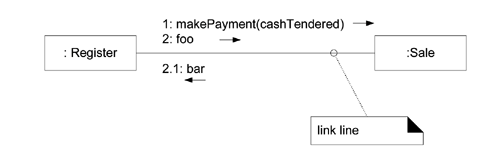 1: makePayment(cashTendered)
2: foo
: Register
:Sale
2.1: bar
link line